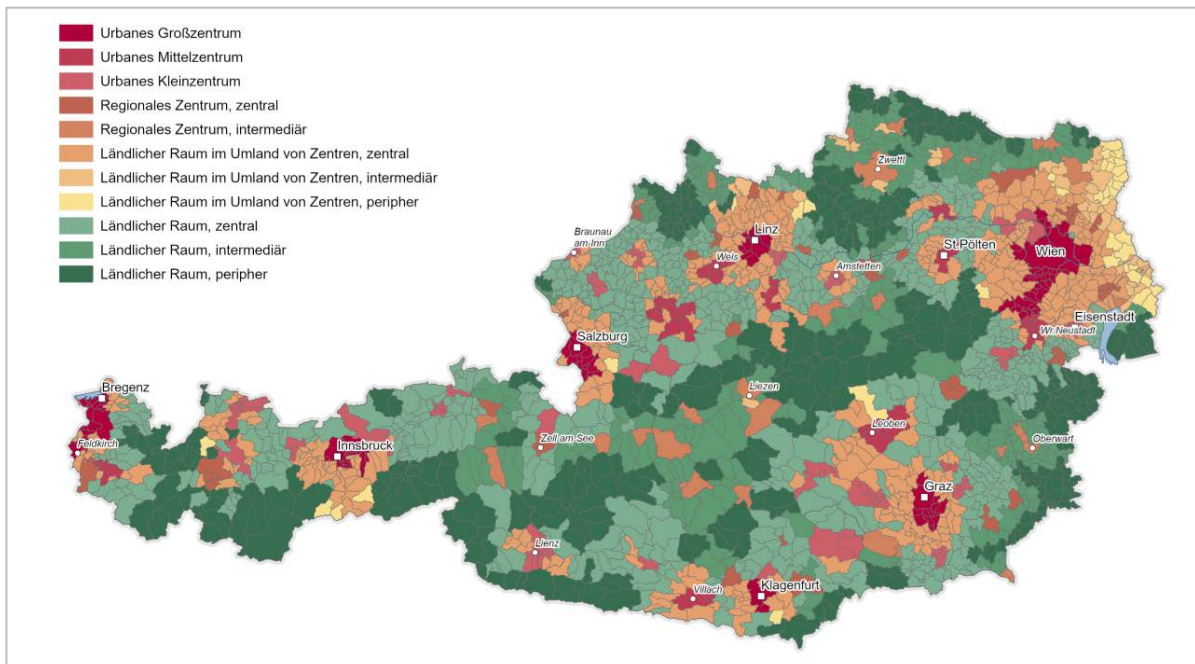 Urbanes Großzentrum
Urbanes Mittelzentrum
Urbanes Kleinzentrum
Regionales Zentrum, zentral
Regionales Zentrum, intermediär
Ländlicher Raum im Umland von Zentren, zentral
Ländlicher Raum im Umland von Zentren, intermediär
Ländlicher Raum im Umland von Zentren, peripher
Ländlicher Raum, zentral
Ländlicher Raum, intermediär
Ländlicher Raum, peripher
Zwettl
Braunau
am Inn
Linz
St.Pölten
Wien
Wels
Amstetten
Eisenstadt
Wr.Neustadt
Salzburg
Bregenz
Liezen
Feldkirch
Innsbruck
Zell am See
Leoben
Oberwart
Graz
Lienz
Villach
Klagenfurt